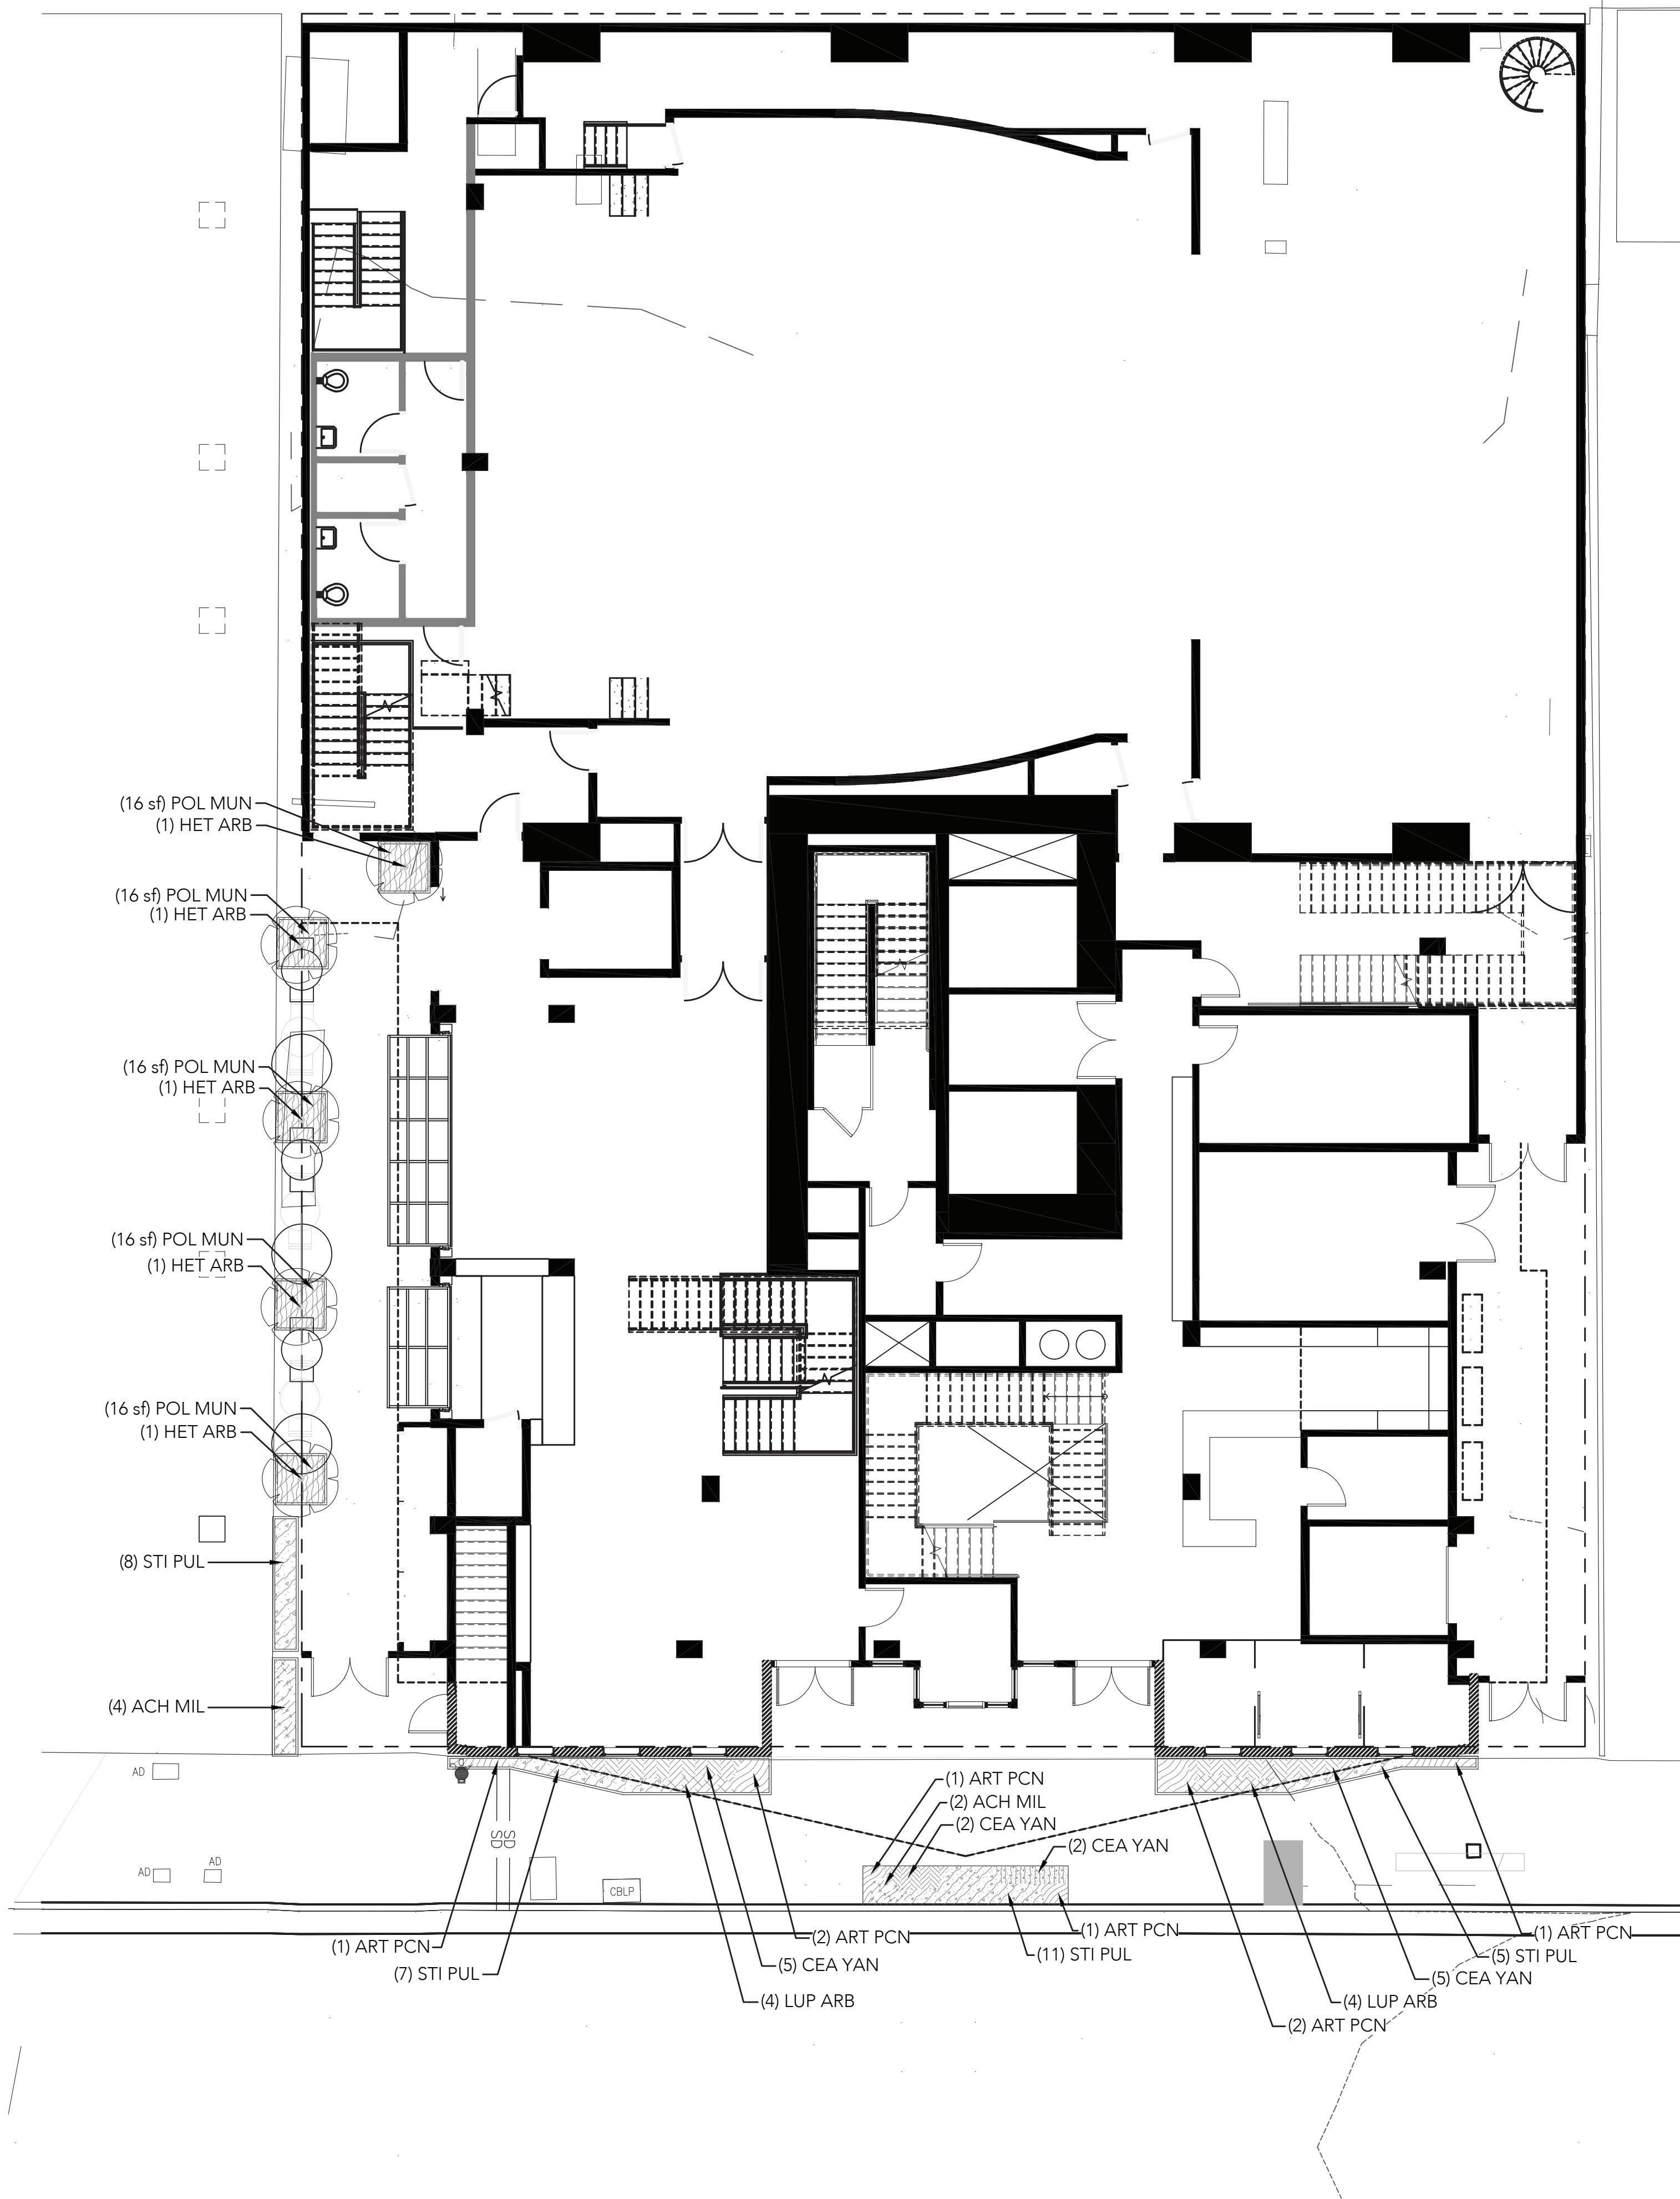 (16 sf) POL MUN
(1) HET ARB
(16 sf) POL MUN
(1) HET ARB
(16 sf) POL MUN
(1) HET ARB
(16 sf) POL MUN
(1) HET ARB
(16 sf) POL MUN
(1) HET ARB
(8) STI PUL
(4) ACH MIL
AD
(1) ART PCN
(2) ACH MIL
(2) CEA YAN
(2) CEA YAN
SD
SD
AD
AD
CBLP
(1) ART PCN
(7) STI PUL
(2) ART PCN
(5) CEA YAN
(4) LUP ARB
(1) ART PCN
(11) STI PUL
(1) ART PCN
(5) STI PUL
(5) CEA YAN
(4) LUP ARB
(2) ART PCN